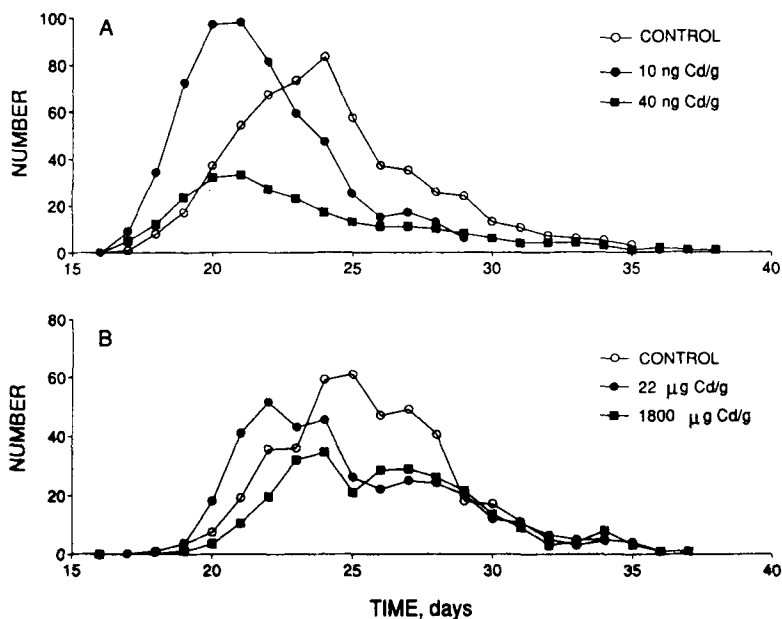 A
NUMBER
100
80
60
40
20
0
15 20 25 30 35 40
CONTROL
10 ng Cd/g
40 ng Cd/g
B
NUMBER
80
60
40
20
0
15 20 25 30 35 40
CONTROL
22 µg Cd/g
1800 µg Cd/g
TIME, days